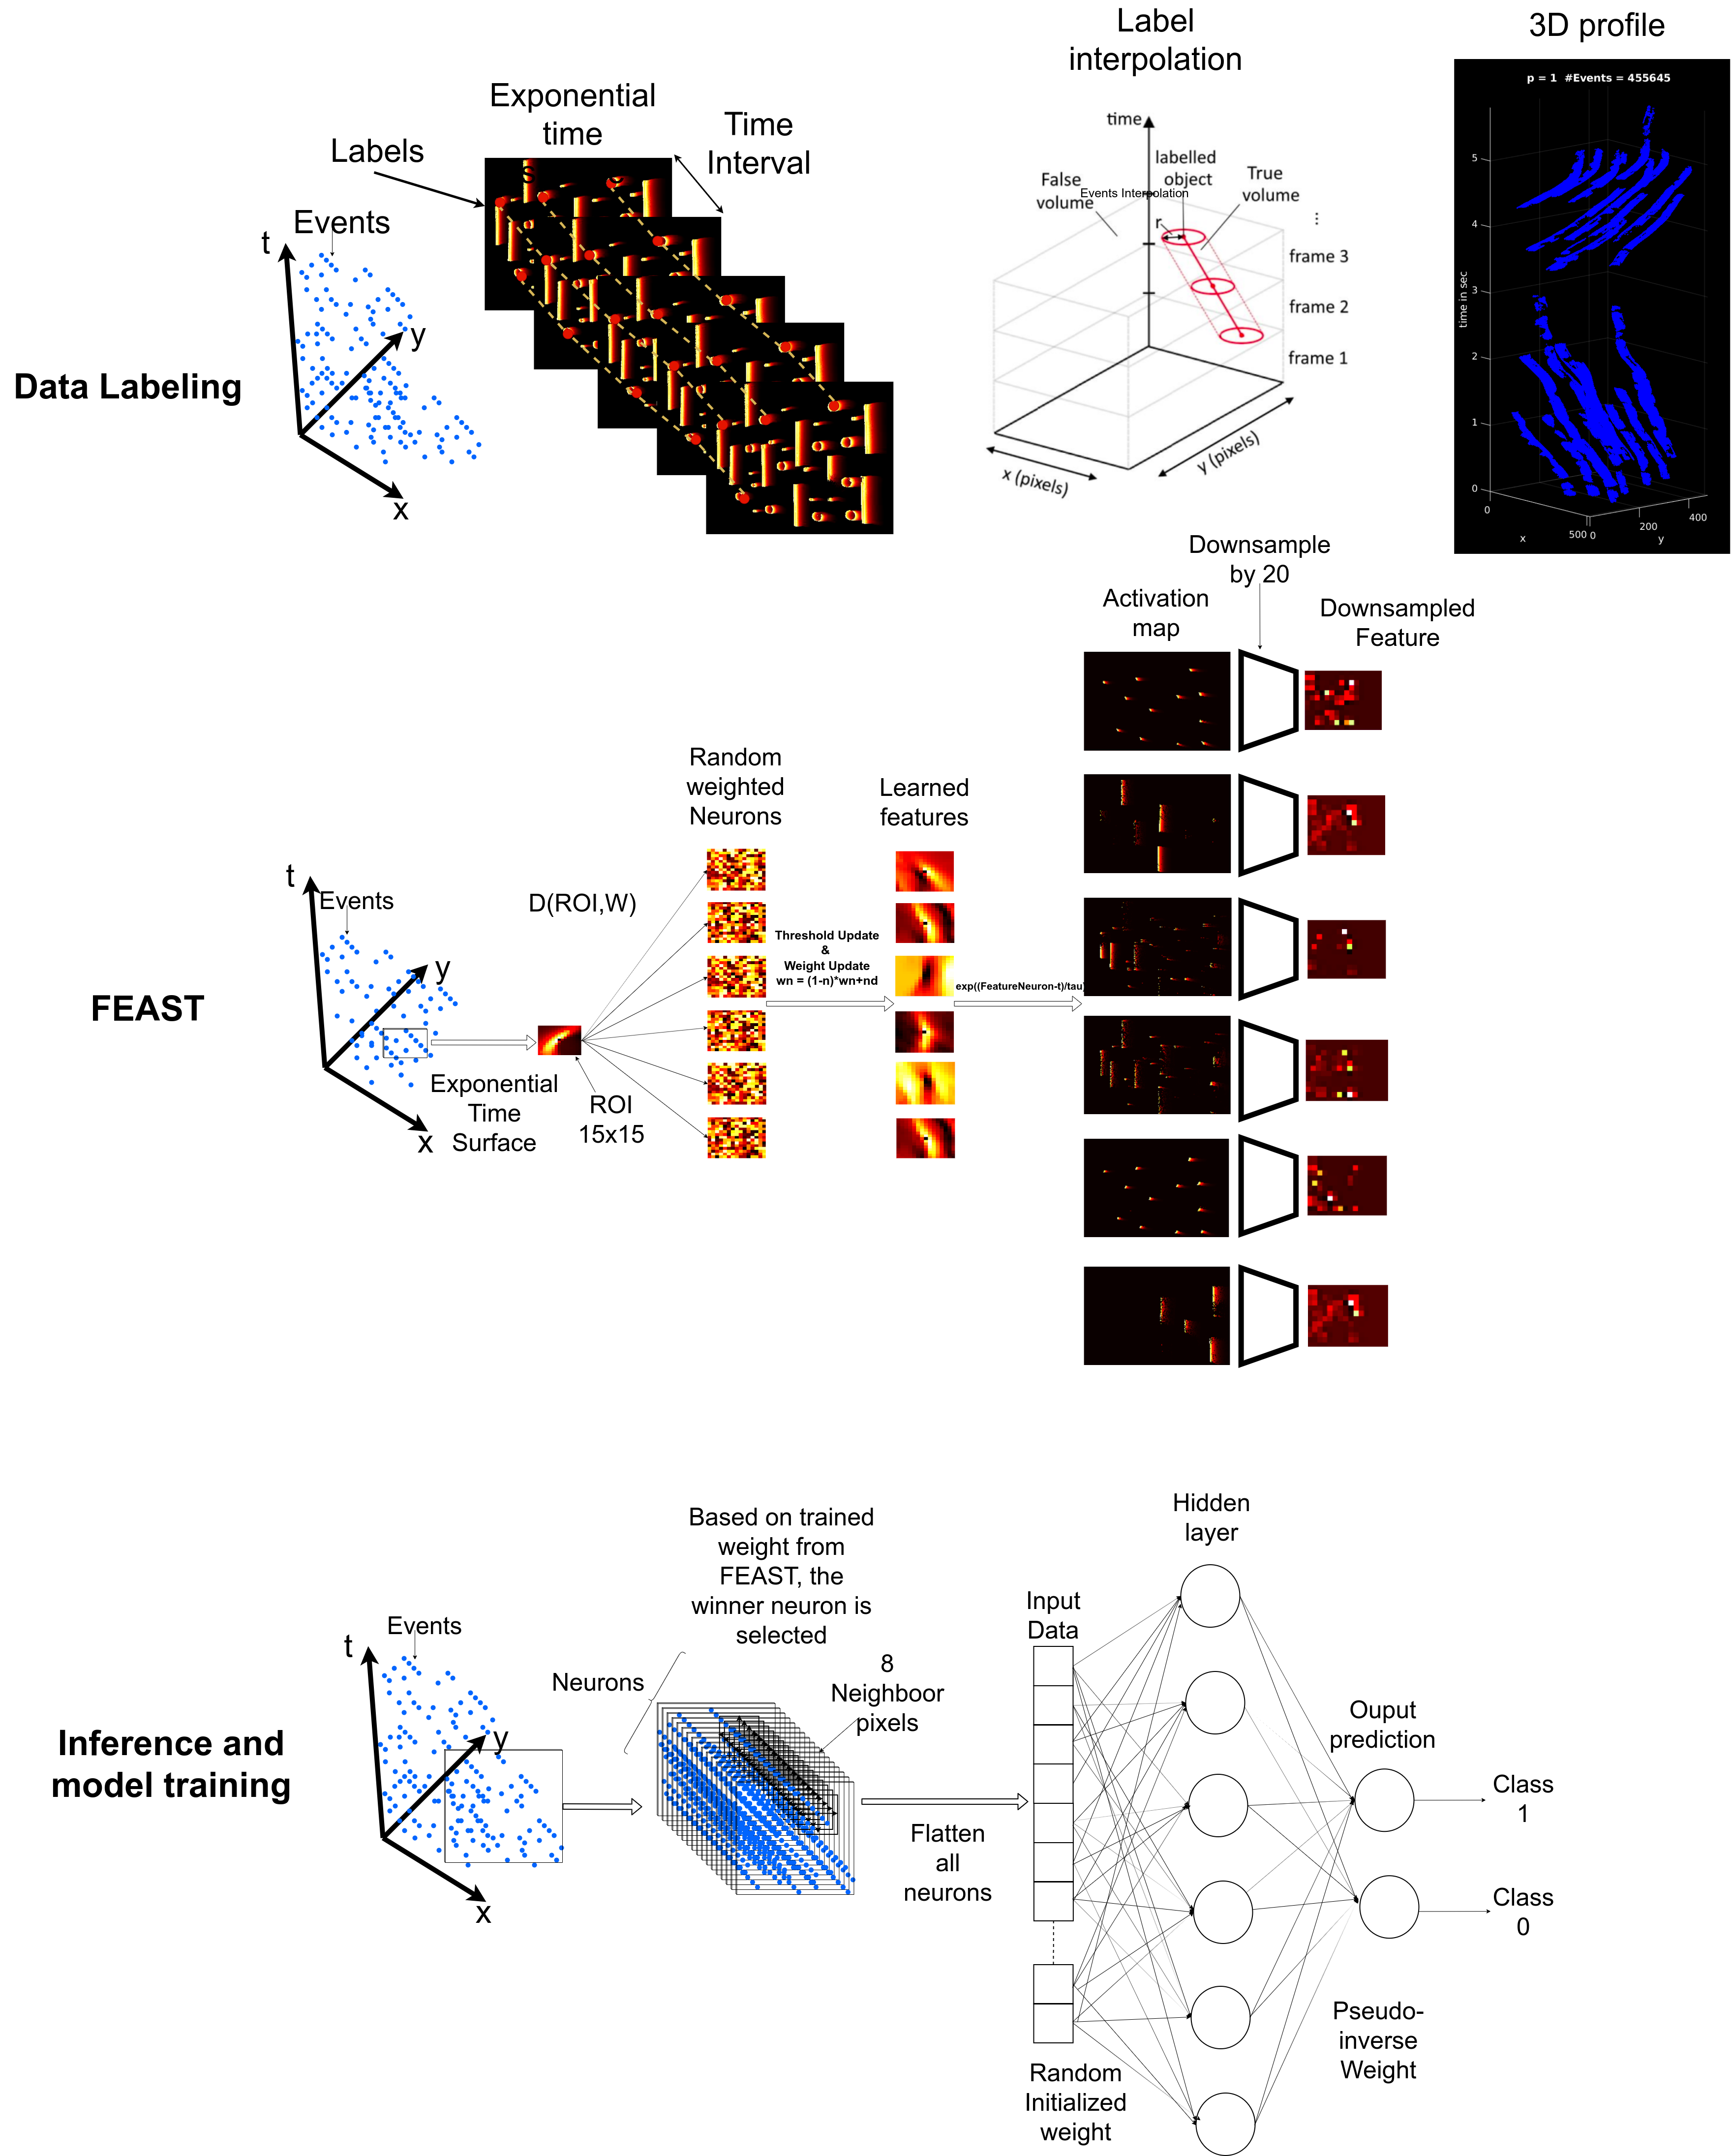 Label
interpolation
3D profile
Exponential
time
Time
Interval
Labels
Events
t
y
x
Data Labeling
time
labelled
object
False
volume
Events Interpolation
True
volume
r
⋮
frame 3
frame 2
frame 1
x (pixels)
y (pixels)
p = 1 #Events = 455645
time in sec
5
4
3
2
1
0
0
500
0
200
400
x
y
Downsample
by 20
Activation
map
Downsampled
Feature
Random
weighted
Neurons
Learned
features
t
Events
y
x
D(ROI,W)
FEAST
Threshold Update
&
Weight Update
wn = (1-n)*wn+nd
exp((FeatureNeuron-t)/tau)
Exponential
Time
Surface
ROI
15x15
Based on trained
weight from
FEAST, the
winner neuron is
selected
Hidden
layer
Input
Data
Events
t
y
x
Neurons
8
Neighboor
pixels
Inference and
model training
Flatten
all
neurons
Ouput
prediction
Class
1
Class
0
Pseudo-
inverse
Weight
Random
Initialized
weight